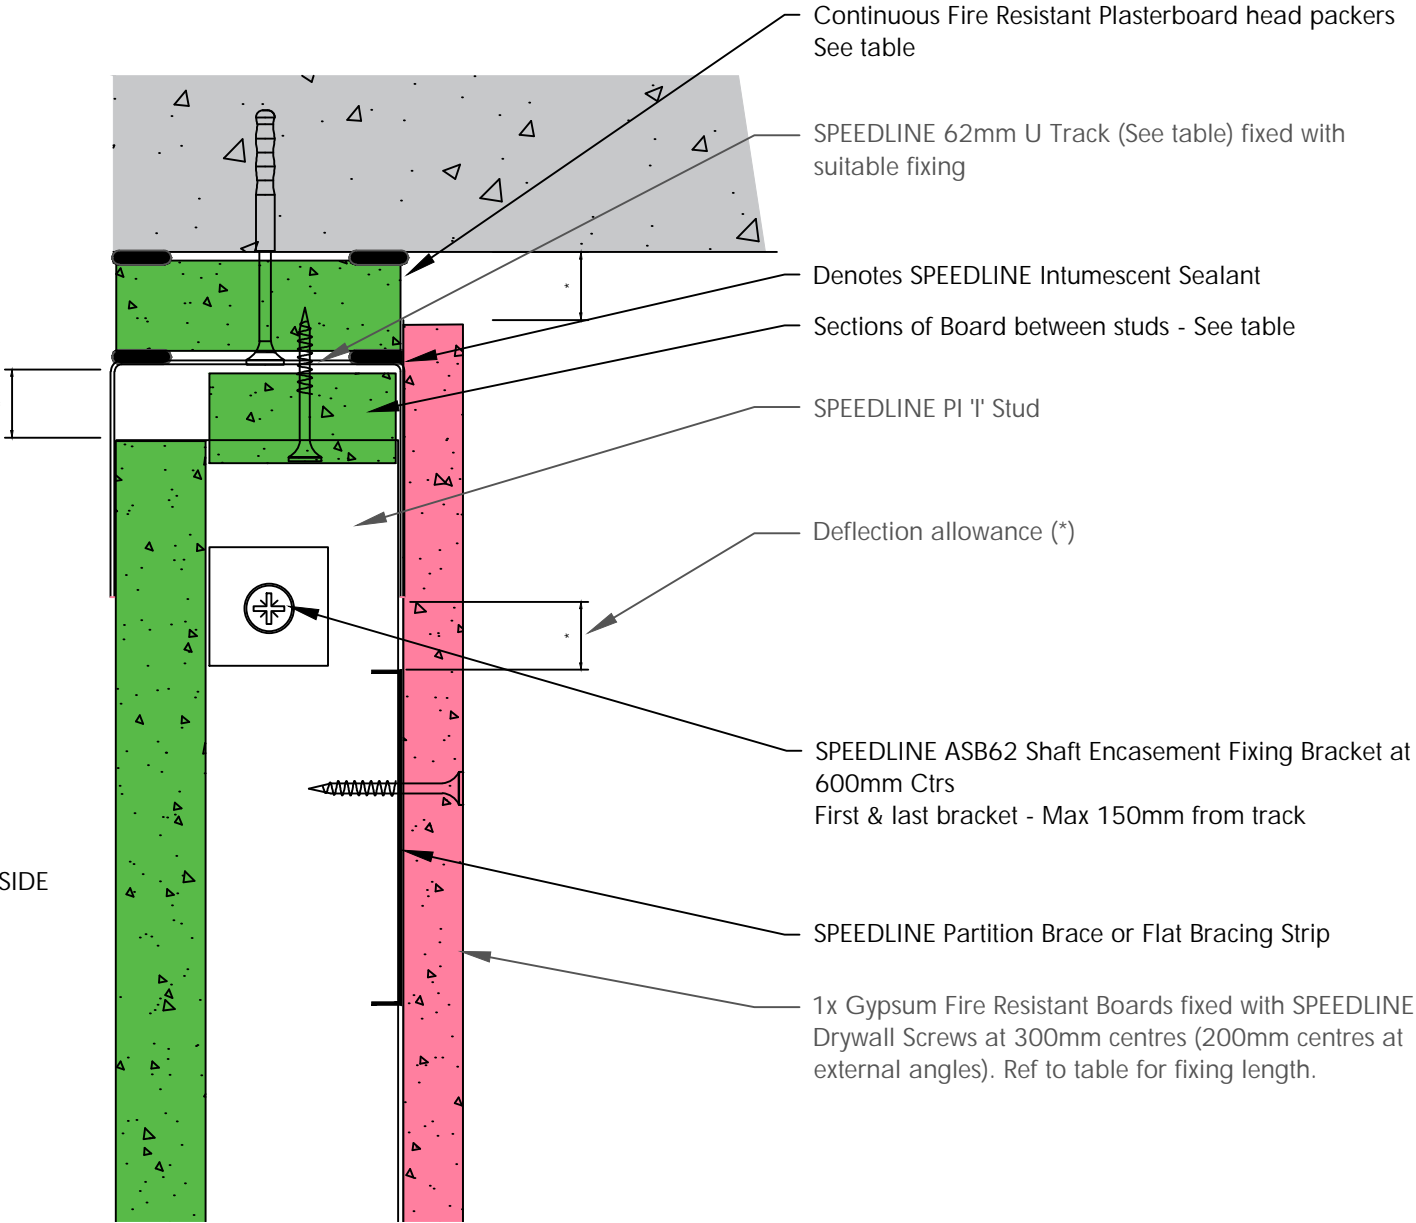 Continuous Fire Resistant Plasterboard head packers
See table
SPEEDLINE 62mm U Track (See table) fixed with
suitable fixing
*
Denotes SPEEDLINE Intumescent Sealant
Sections of Board between studs - See table
SPEEDLINE PI 'I' Stud
Deflection allowance (*)
*
SPEEDLINE ASB62 Shaft Encasement Fixing Bracket at
600mm Ctrs
First & last bracket - Max 150mm from track
SIDE
SPEEDLINE Partition Brace or Flat Bracing Strip
1x Gypsum Fire Resistant Boards fixed with SPEEDLINE
Drywall Screws at 300mm centres (200mm centres at
external angles). Ref to table for fixing length.